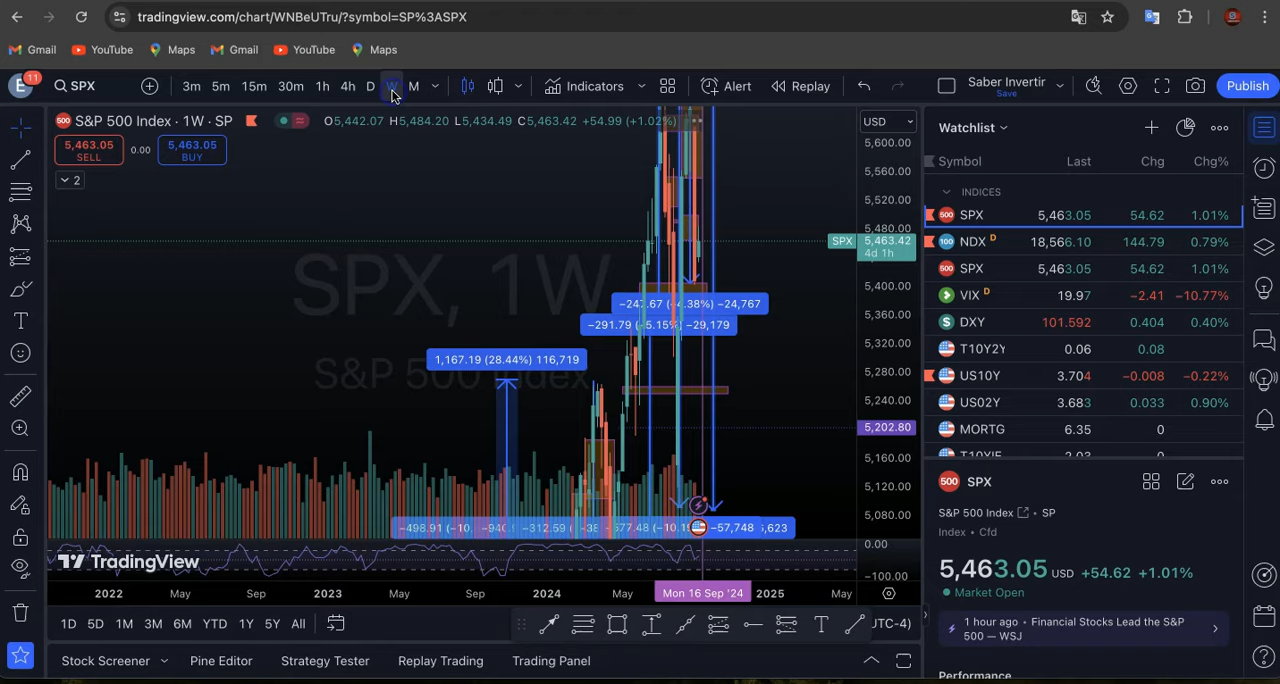 tradingview.com/chart/WNBeUTru/?symbol=SP%3ASPX
Gmail YouTube Maps Gmail YouTube Maps
E 11 SPX 3m 5m 15m 30m 1h 4h D W M Indicators Alert Replay Saber Invertir Save Publish
S&P 500 Index · 1W · SP O5,442.07 H5,484.20 L5,434.49 C5,463.42 +54.99 (+1.02%)
5,463.05 SELL 0.00 5,463.05 BUY
2
SPX, 1W
S&P 500 Index
1,167.19 (28.44%) 116,719
−29,179
−24,767
−498.91 (−10.
−312.59
−57,748
5,623
USD
5,600.00
5,560.00
5,520.00
5,480.00
SPX 5,463.42
4d 1h
5,400.00
5,360.00
5,320.00
5,280.00
5,240.00
5,202.80
5,160.00
5,120.00
5,080.00
0.00
−100.00
TradingView
2022 May Sep 2023 May Sep 2024 May Mon 16 Sep '24 2025 May
1D 5D 1M 3M 6M YTD 1Y 5Y All UTC-4)
Stock Screener Pine Editor Strategy Tester Replay Trading Trading Panel
Watchlist
Symbol Last Chg Chg%
INDICES
SPX 5,463.05 54.62 1.01%
NDX D 18,566.10 144.79 0.79%
SPX 5,463.05 54.62 1.01%
VIX D 19.97 −2.41 −10.77%
DXY 101.592 0.404 0.40%
T10Y2Y 0.06 0.08
US10Y 3.704 −0.008 −0.22%
US02Y 3.683 0.033 0.90%
MORTG 6.35 0
T10YIE 2.03 0
500 SPX
S&P 500 Index · SP
Index · Cfd
5,463.05 USD +54.62 +1.01%
Market Open
1 hour ago · Financial Stocks Lead the S&P
500 — WSJ
Performance